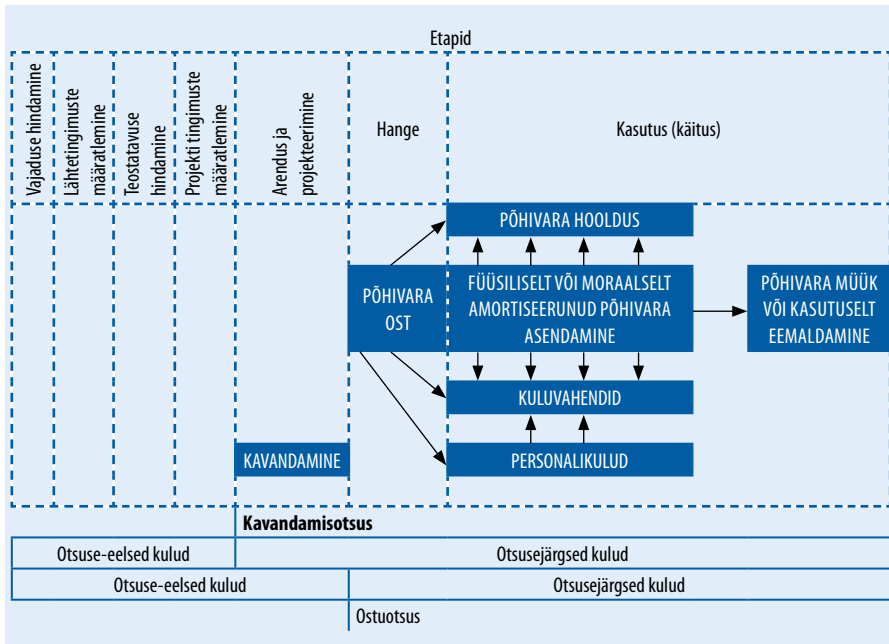 Etapid
Vajaduse hindamine
Lähtetingimuste
määratlemine
Teostatavuse
hindamine
Projekti tingimuste
määratlemine
Arendus ja
projekteerimine
Hange
Kasutus (käitus)
PÕHIVARA HOOLDUS
PÕHIVARA
OST
FÜÜSILISELT VÕI MORAALSELT
AMORTISEERUNUD PÕHIVARA
ASENDAMINE
PÕHIVARA MÜÜK
VÕI KASUTUSELT
EEMALDAMINE
KULUVAHENDID
KAVANDAMINE
PERSONALIKULUD
Kavandamisotsus
Otsuse-eelsed kulud
Otsusejärgsed kulud
Otsuse-eelsed kulud
Otsusejärgsed kulud
Ostuotsus